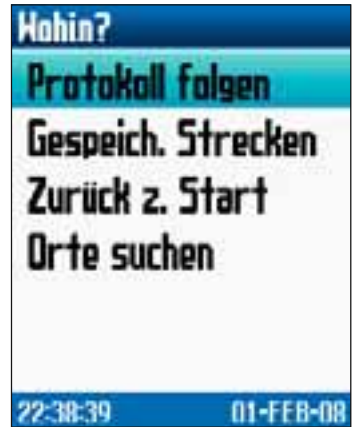 Wohin?
Protokoll folgen
Gespeich. Strecken
Zurück z. Start
Orte suchen
22:38:39 01-FEB-08